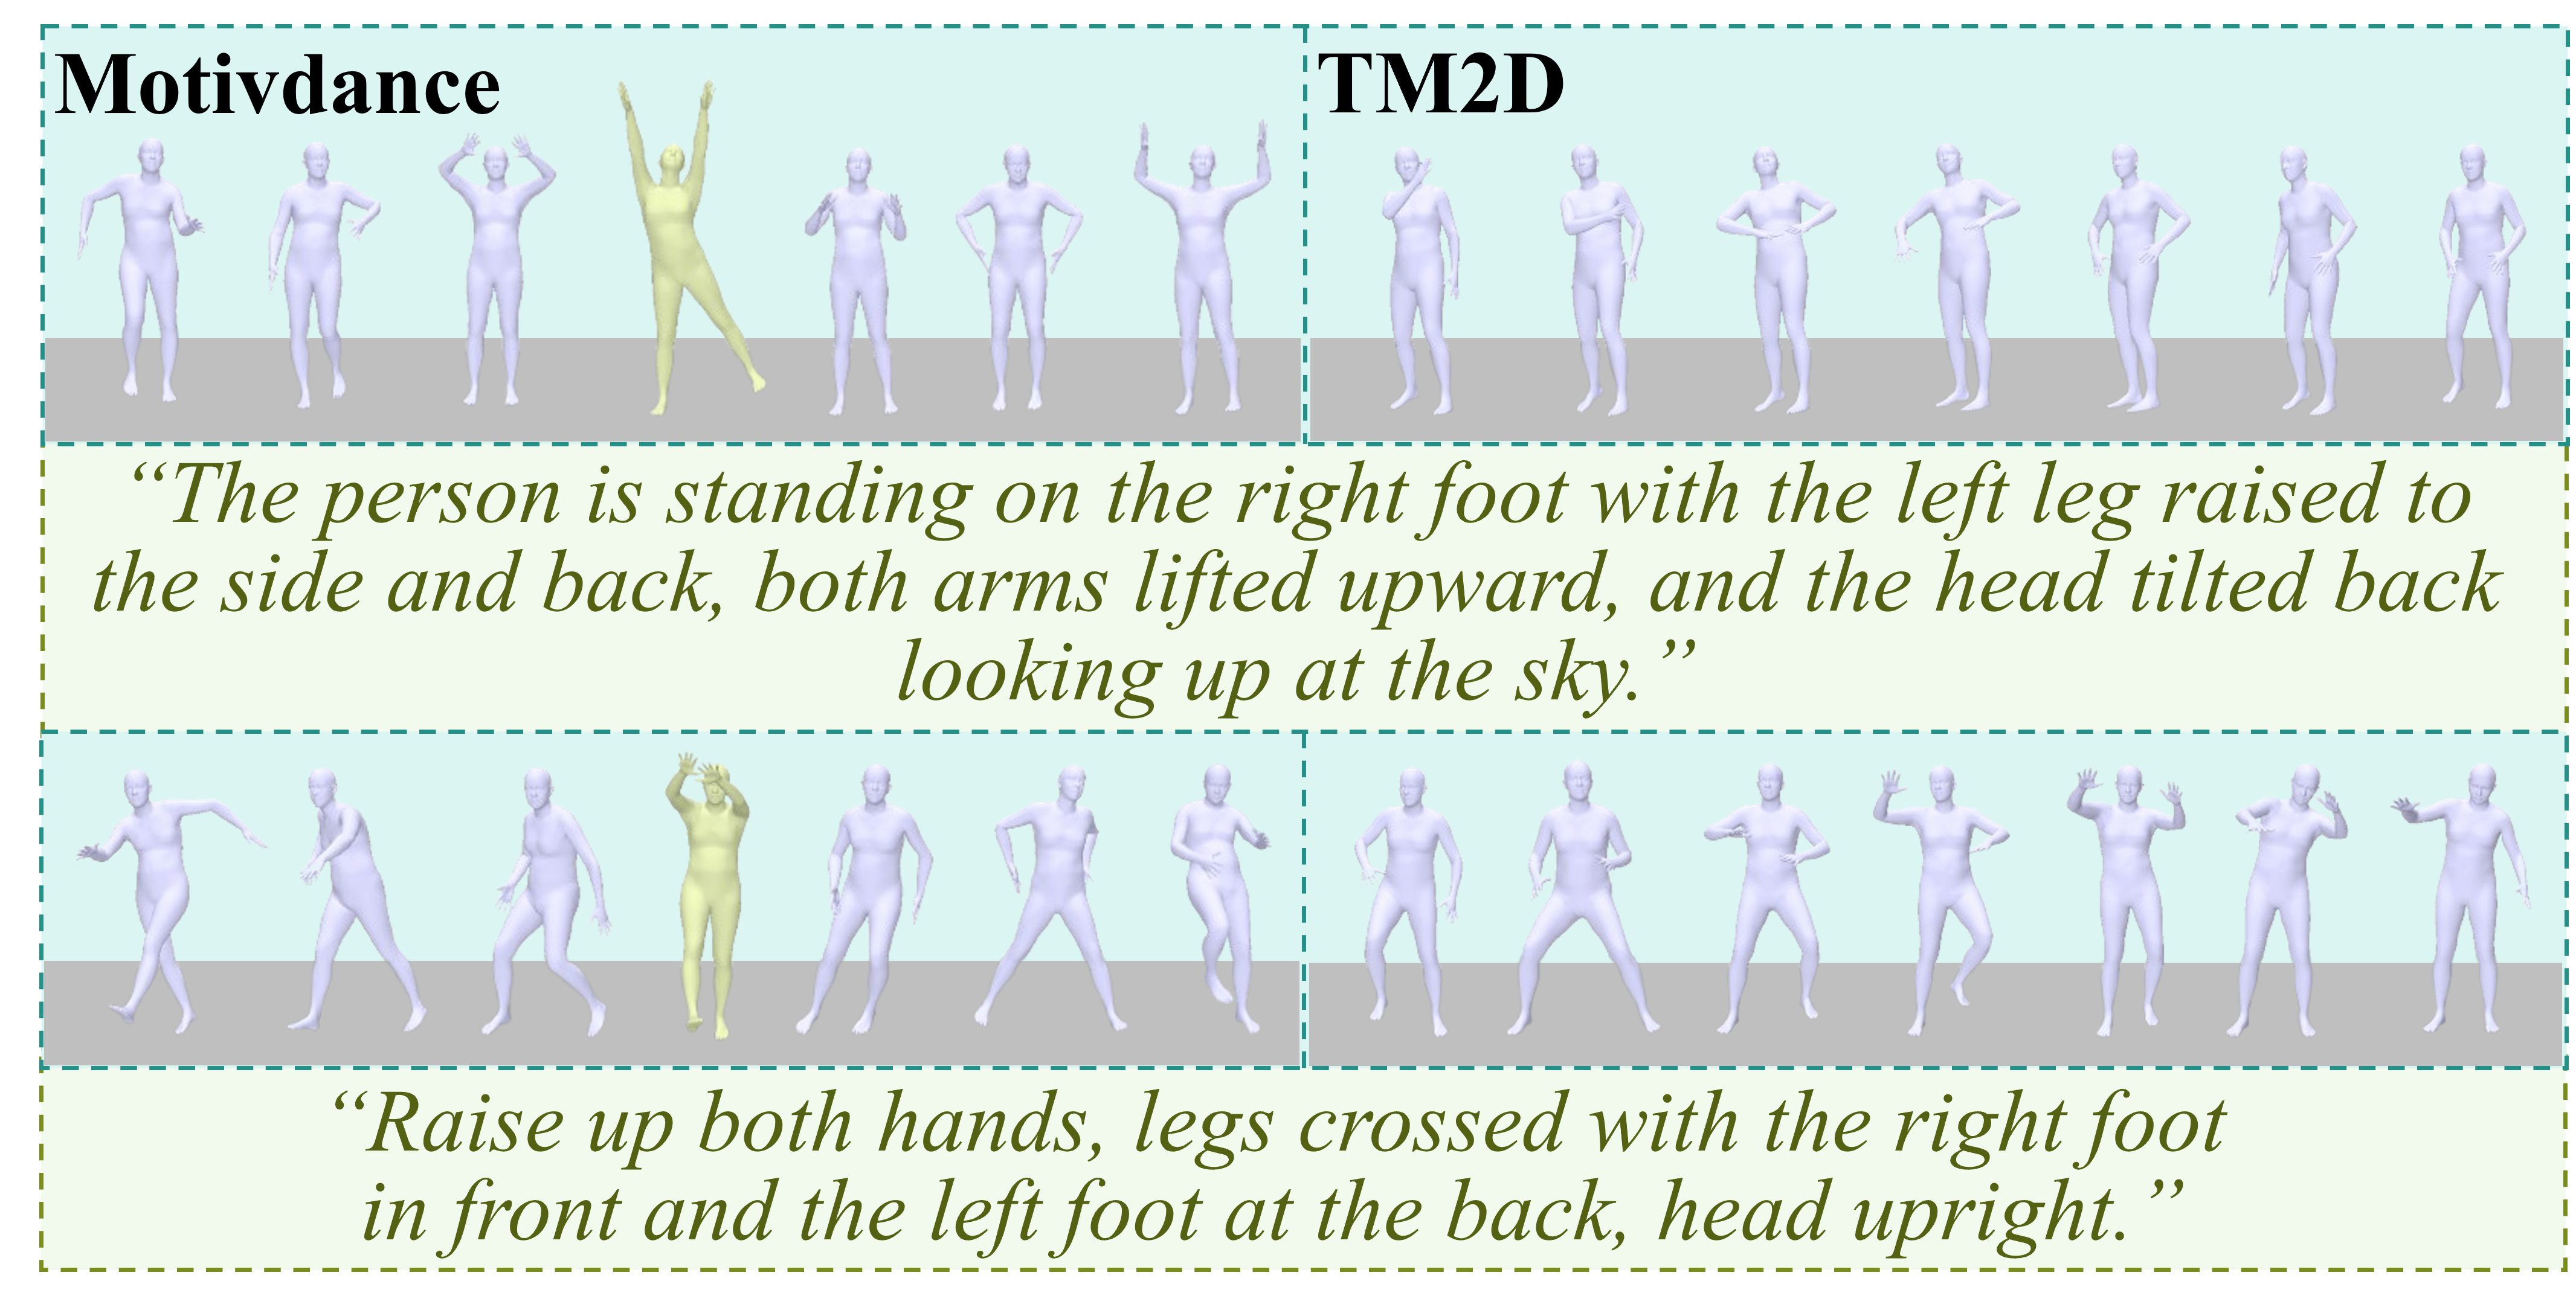 Motivdance
TM2D
“The person is standing on the right foot with the left leg raised to
the side and back, both arms lifted upward, and the head tilted back
looking up at the sky.”
“Raise up both hands, legs crossed with the right foot
in front and the left foot at the back, head upright.”